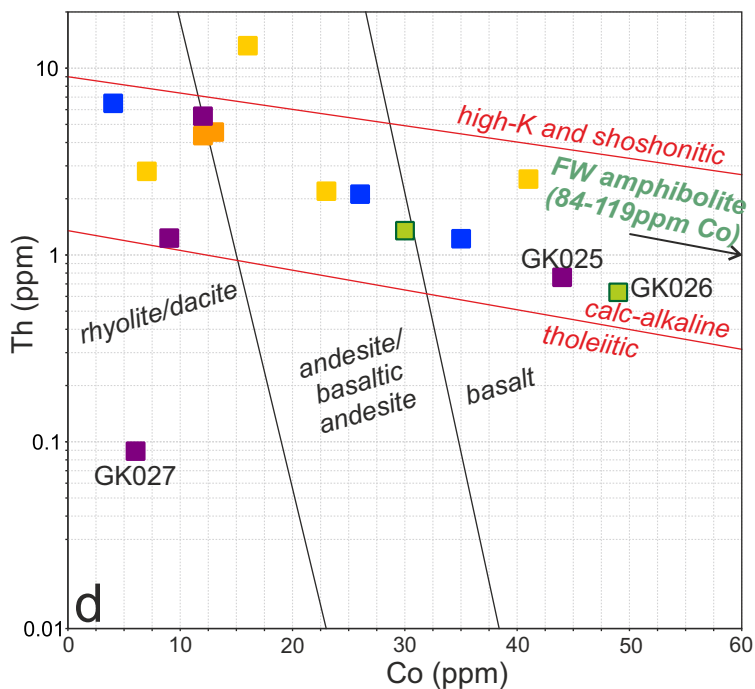 10
high-K and shoshonitic
FW amphibolite
(84-119ppm Co)
1
GK025
GK026
rhyolite/dacite
calc-alkaline
tholeiitic
andesite/
basaltic
andesite
basalt
Th (ppm)
0.1
GK027
d
0.01
0 10 20 30 40 50 60
Co (ppm)